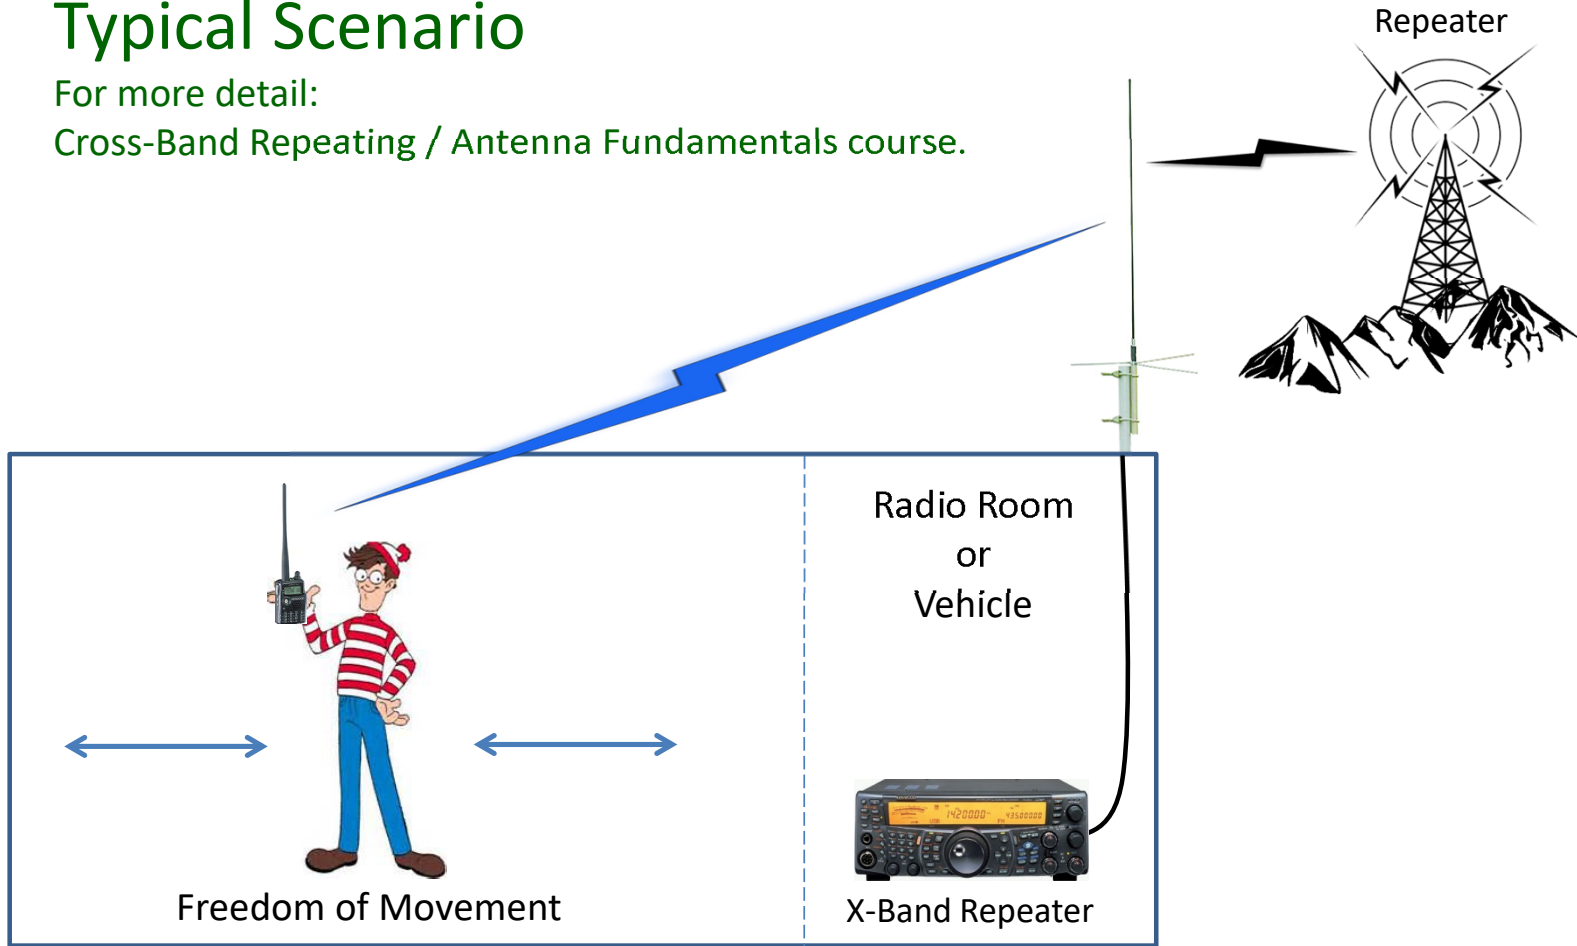 Typical Scenario
For more detail:
Cross-Band Repeating / Antenna Fundamentals course.
Repeater
Radio Room
or
Vehicle
Freedom of Movement
X-Band Repeater